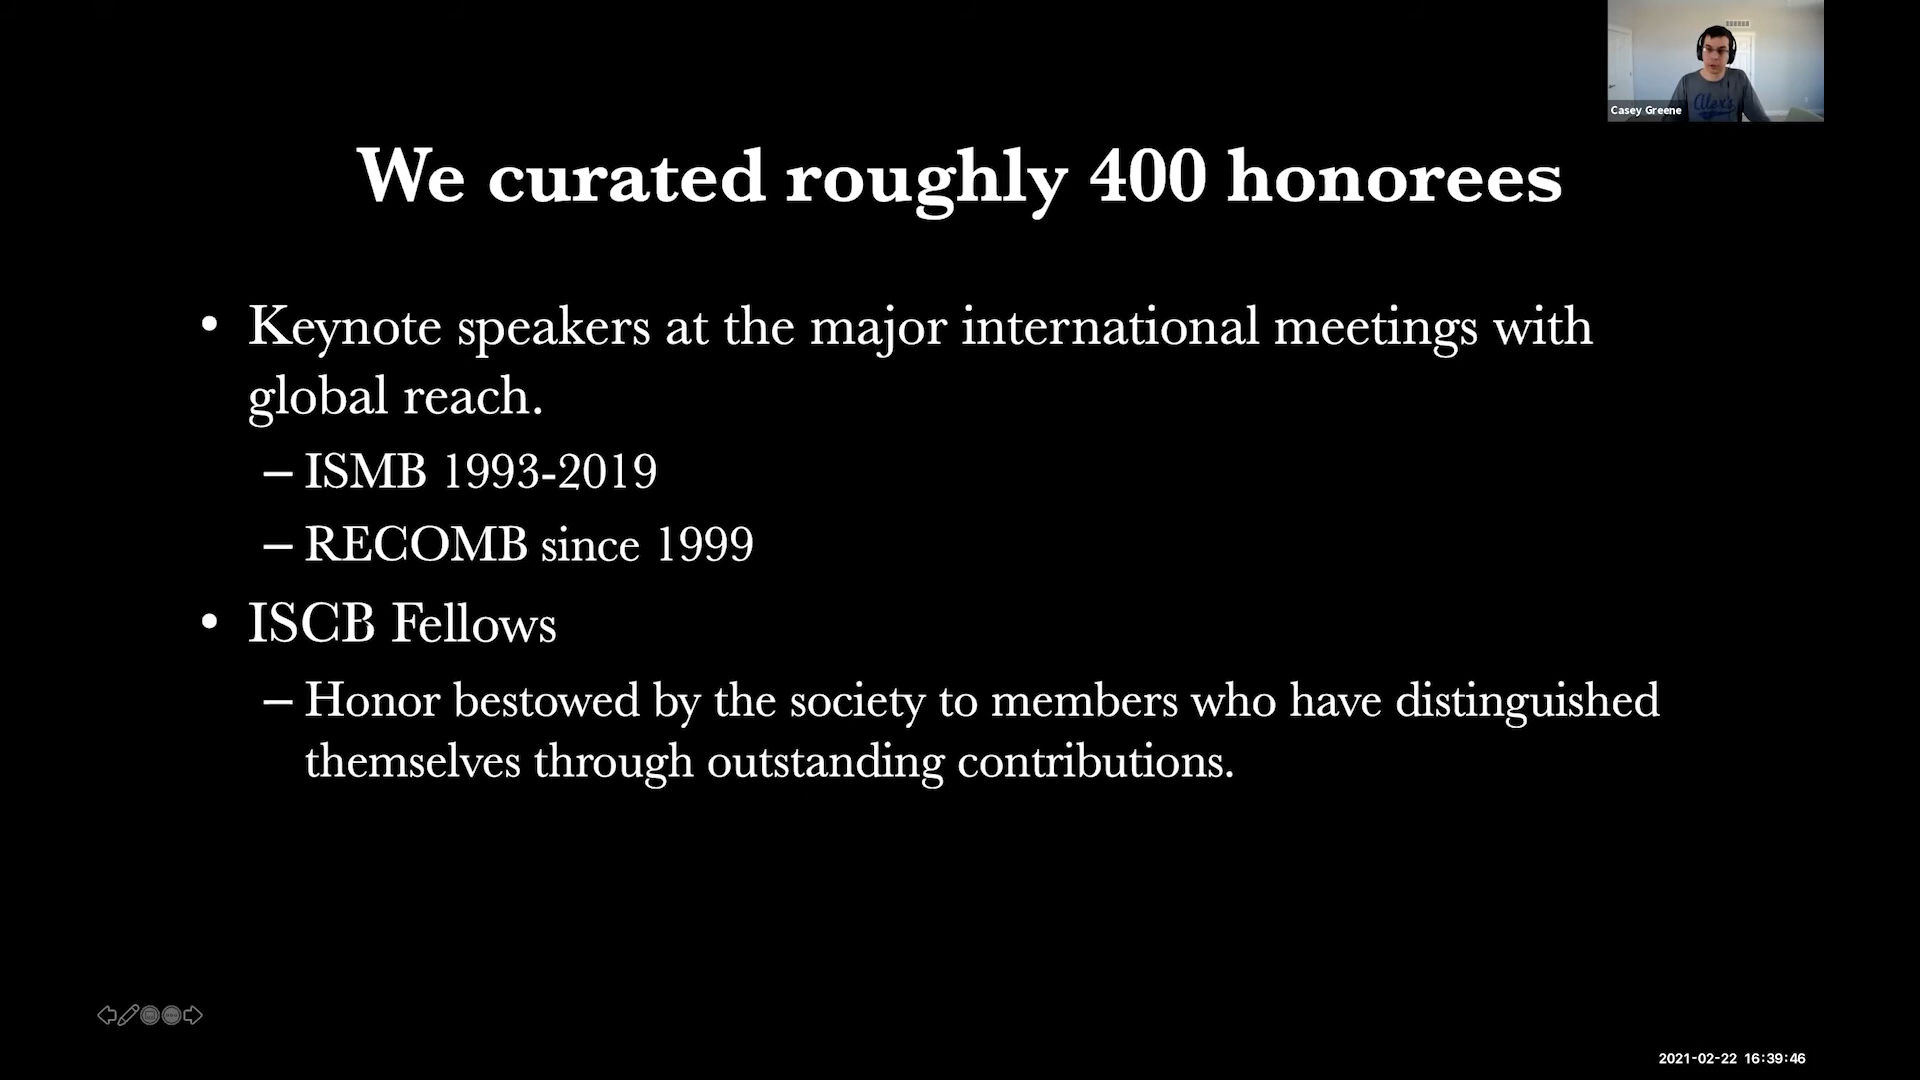 Casey Greene
Alex's
We curated roughly 400 honorees
• Keynote speakers at the major international meetings with
global reach.
– ISMB 1993-2019
– RECOMB since 1999
• ISCB Fellows
– Honor bestowed by the society to members who have distinguished
themselves through outstanding contributions.
2021-02-22 16:39:46